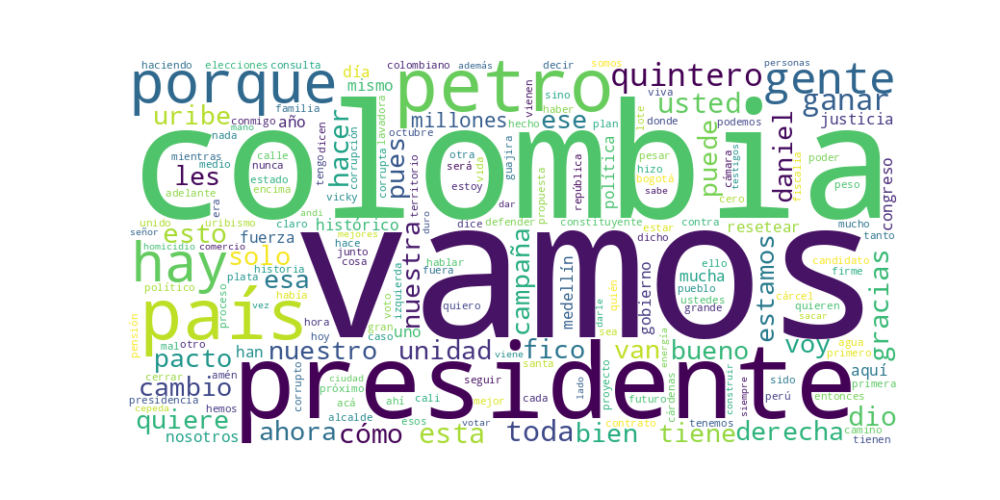 haciendo elecciones consulta
colombiano además decir somos personas
porque petro quintero gente
día mismo sino viva
uribe año millones ese usted ganar
familia haber hecho plan donde podemos justicia
conmigo nada mano dicen tengo
corrupción lavadora corrupta octubre
vienen lote
colombia
hacer pues puede daniel
mientras calle nunca otra hizo
les medio vicky será vida guajira
política pesar bogotá cámara testigos
fiscalía poder
adelante estado encima territorio estoy
propuesta república sabe cero peso congreso
era dar
unido uribismo claro histórico dice defender constituyente contra resetear mucho
señor andi mejores duro estar dicho tanto
esto fuerza hace nuestra
vamos
homicidio comercio junto fuera hablar ello candidato
hay solo cosa mucha pueblo firme
plata historia campaña medellín gobierno estamos gracias
político esa había izquierda voto quiero darle quién ustedes cárcel quieren
país proceso vez hora gran grande sacar
pensión hoy caso uno sea agua
mal otro energía primero
pacto han nuestro unidad fico van bueno voy
viene santa aquí
presidente
cerrar amén ciudad seguir lado sido primera
cambio corrupto próximo cali proyecto cárdenas construir perú entonces
presidencia hemos acá ahí mejor cada futuro siempre camino
cepeda alcalde esos votar contrato tenemos
quiere dio
nosotros ahora cómo esta toda bien tiene derecha tienen